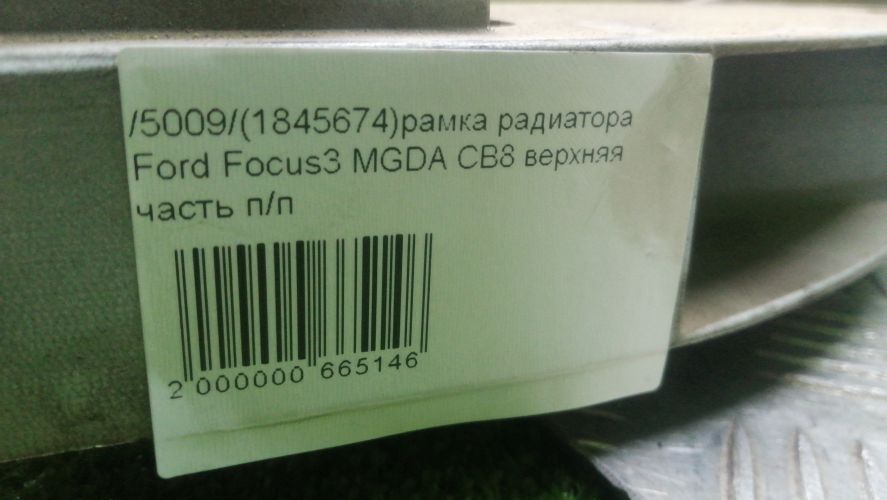 /5009/(1845674)рамка радиатора
Ford Focus3 MGDA CB8 верхняя
часть п/п
2 000000 665146